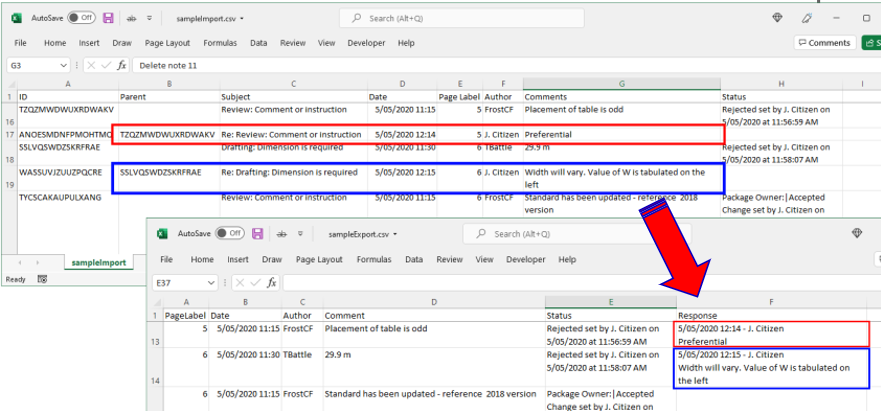 AutoSave Off ab sampleImport.csv Search (Alt+Q)
File Home Insert Draw Page Layout Formulas Data Review View Developer Help Comments
G3 fx Delete note 11
A B C D E F G H I
1 ID Parent Subject Date Page Label Author Comments Status
16 TZQZMWDWUXRDWAKV Review: Comment or instruction 5/05/2020 11:15 5 FrostCF Placement of table is odd Rejected set by J. Citizen on
5/05/2020 at 11:56:59 AM
17 ANOESMDNFPMOHTMQ TZQZMWDWUXRDWAKV Re: Review: Comment or instruction 5/05/2020 12:14 5 J. Citizen Preferential
18 SSLVQSWDZSKRFRAE Drafting: Dimension is required 5/05/2020 11:30 6 TBattle 29.9 m Rejected set by J. Citizen on
5/05/2020 at 11:58:07 AM
19 WASSUVJZUUZPQCRE SSLVQSWDZSKRFRAE Re: Drafting: Dimension is required 5/05/2020 12:15 6 J. Citizen Width will vary. Value of W is tabulated on the
left
TYCSCAKAUPULXANG Review: Comment or instruction 5/05/2020 11:15 6 FrostCF Standard has been updated - reference 2018
version Package Owner:|Accepted
Change set by J. Citizen on
sampleImport
Ready
AutoSave Off ab sampleExport.csv Search (Alt+Q)
File Home Insert Draw Page Layout Formulas Data Review View Developer Help
E37 fx
A B C D E F
1 PageLabel Date Author Comment Status Response
13 5 5/05/2020 11:15 FrostCF Placement of table is odd Rejected set by J. Citizen on
5/05/2020 at 11:56:59 AM 5/05/2020 12:14 - J. Citizen
Preferential
14 6 5/05/2020 11:30 TBattle 29.9 m Rejected set by J. Citizen on
5/05/2020 at 11:58:07 AM 5/05/2020 12:15 - J. Citizen
Width will vary. Value of W is tabulated on
the left
6 5/05/2020 11:15 FrostCF Standard has been updated - reference 2018 version Package Owner:|Accepted
Change set by J. Citizen on